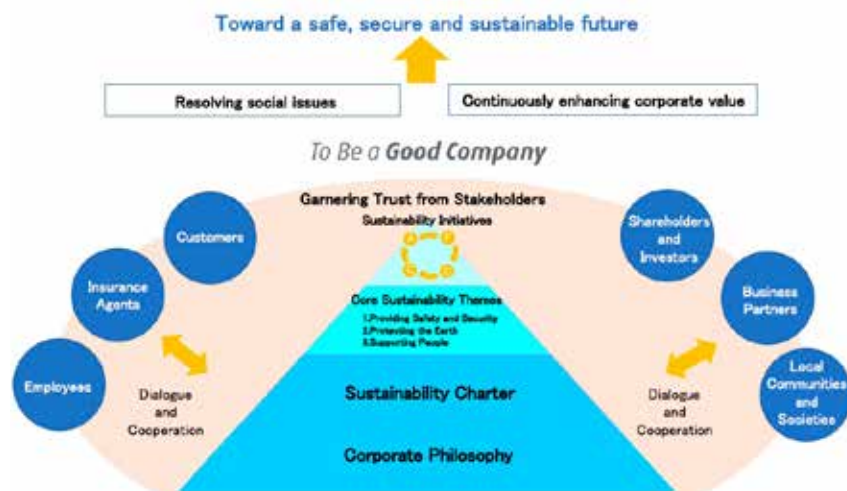 Toward a safe, secure and sustainable future
Resolving social issues
Continuously enhancing corporate value
To Be a Good Company
Garnering Trust from Stakeholders
Sustainability Initiatives
Customers
Shareholders
and
Investors
Insurance
Agents
Business
Partners
Core Sustainability Themes
1.Providing Safety and Security
2.Protecting the Earth
3.Supporting People
Employees
Local
Communities
and
Societies
Dialogue
and
Cooperation
Sustainability Charter
Dialogue
and
Cooperation
Corporate Philosophy